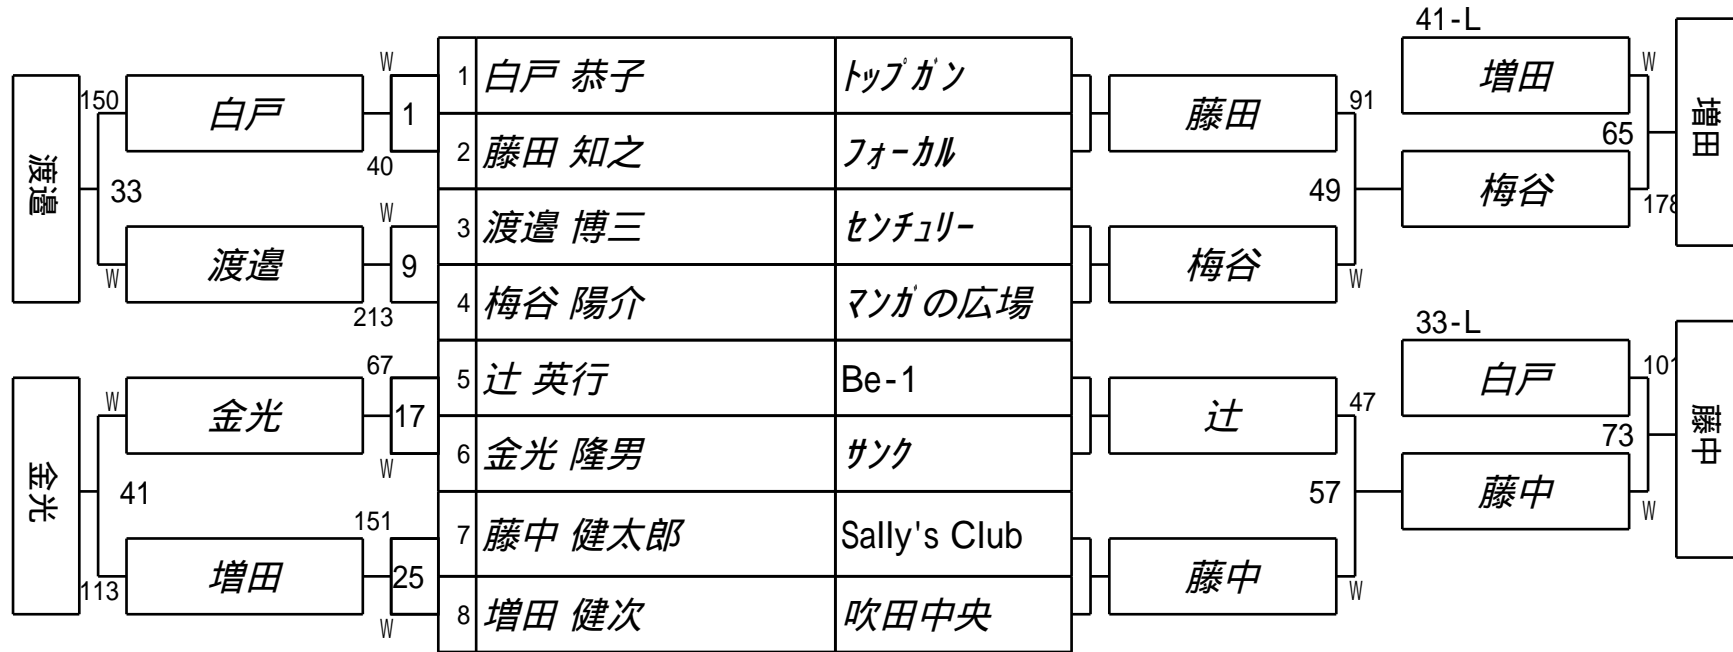 41-L
W 1 白戸 恭子 トップガン 増田 W
150 白戸 1 藤田 91
2 藤田 知之 フォーカル 65 増田
40 梅谷
渡邉 33 49 178
W 3 渡邉 博三 センチュリー
渡邉 9 梅谷
W 4 梅谷 陽介 マンガの広場 W
213
33-L
67 5 辻 英行 Be-1 白戸 101
W 金光 17 辻 47
6 金光 隆男 サンク 73 藤中
W 藤中
金光 41 57 W
151 7 藤中 健太郎 Sally's Club
増田 25 藤中
113 8 増田 健次 吹田中央 W
W